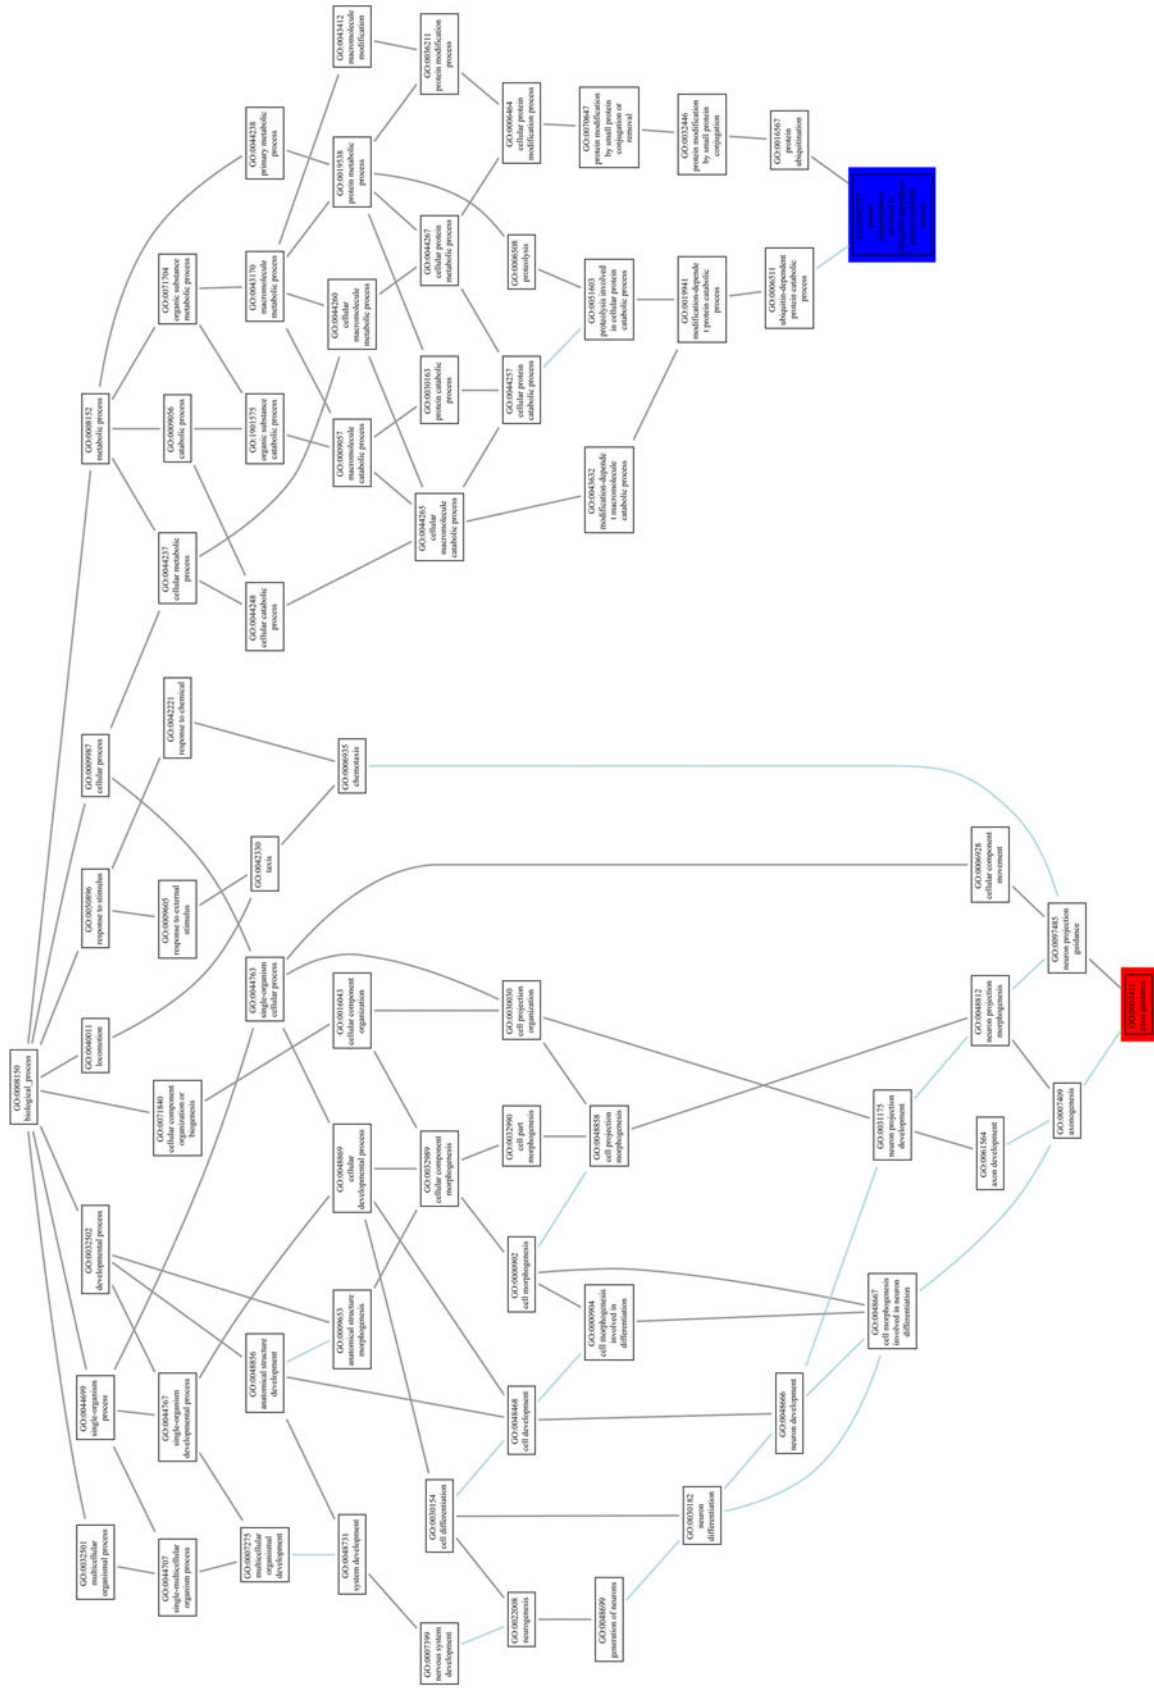 GO:0008150
biological_process
GO:0032501
multicellular
organismal process
GO:0044699
single-organism
process
GO:0032502
developmental process
GO:0040011
locomotion
GO:0050896
response to stimulus
GO:0009987
cellular process
GO:0008152
metabolic process
GO:0044707
single-multicellular
organism process
GO:0044767
single-organism
developmental process
GO:0071840
cellular component
organization or
biogenesis
GO:0009605
response to external
stimulus
GO:0042221
response to chemical
GO:0044237
cellular metabolic
process
GO:0009056
catabolic process
GO:0071704
organic substance
metabolic process
GO:0007275
multicellular
organismal
development
GO:0048856
anatomical structure
development
GO:0044763
single-organism
cellular process
GO:0042330
taxis
GO:0044248
cellular catabolic
process
GO:1901575
organic substance
catabolic process
GO:0043170
macromolecule
metabolic process
GO:0044238
primary metabolic
process
GO:0048731
system development
GO:0009653
anatomical structure
morphogenesis
GO:0048869
cellular
developmental process
GO:0016043
cellular component
organization
GO:0006935
chemotaxis
GO:0009057
macromolecule
catabolic process
GO:0044260
cellular
macromolecule
metabolic process
GO:0019538
protein metabolic
process
GO:0043412
macromolecule
modification
GO:0007399
nervous system
development
GO:0030154
cell differentiation
GO:0032989
cellular component
morphogenesis
GO:0044265
cellular
macromolecule
catabolic process
GO:0030163
protein catabolic
process
GO:0044267
cellular protein
metabolic process
GO:0036211
protein modification
process
GO:0022008
neurogenesis
GO:0048468
cell development
GO:0000902
cell morphogenesis
GO:0032990
cell part
morphogenesis
GO:0030030
cell projection
organization
GO:0044257
cellular protein
catabolic process
GO:0006508
proteolysis
GO:0006464
cellular protein
modification process
GO:0048699
generation of neurons
GO:0000904
cell morphogenesis
involved in
differentiation
GO:0048858
cell projection
morphogenesis
GO:0043632
modification-depende
t macromolecule
catabolic process
GO:0051603
proteolysis involved
in cellular protein
catabolic process
GO:0070647
protein modification
by small protein
conjugation or
removal
GO:0030182
neuron
differentiation
GO:0019941
modification-depende
t protein catabolic
process
GO:0032446
protein modification
by small protein
conjugation
GO:0048666
neuron development
GO:0006511
ubiquitin-dependent
protein catabolic
process
GO:0016567
protein
ubiquitination
GO:0048667
cell morphogenesis
involved in neuron
differentiation
GO:0031175
neuron projection
development
GO:0061564
axon development
GO:0048812
neuron projection
morphogenesis
GO:0006928
cellular component
movement
GO:0007409
axonogenesis
GO:0097485
neuron projection
guidance
GO:0007411
axon guidance